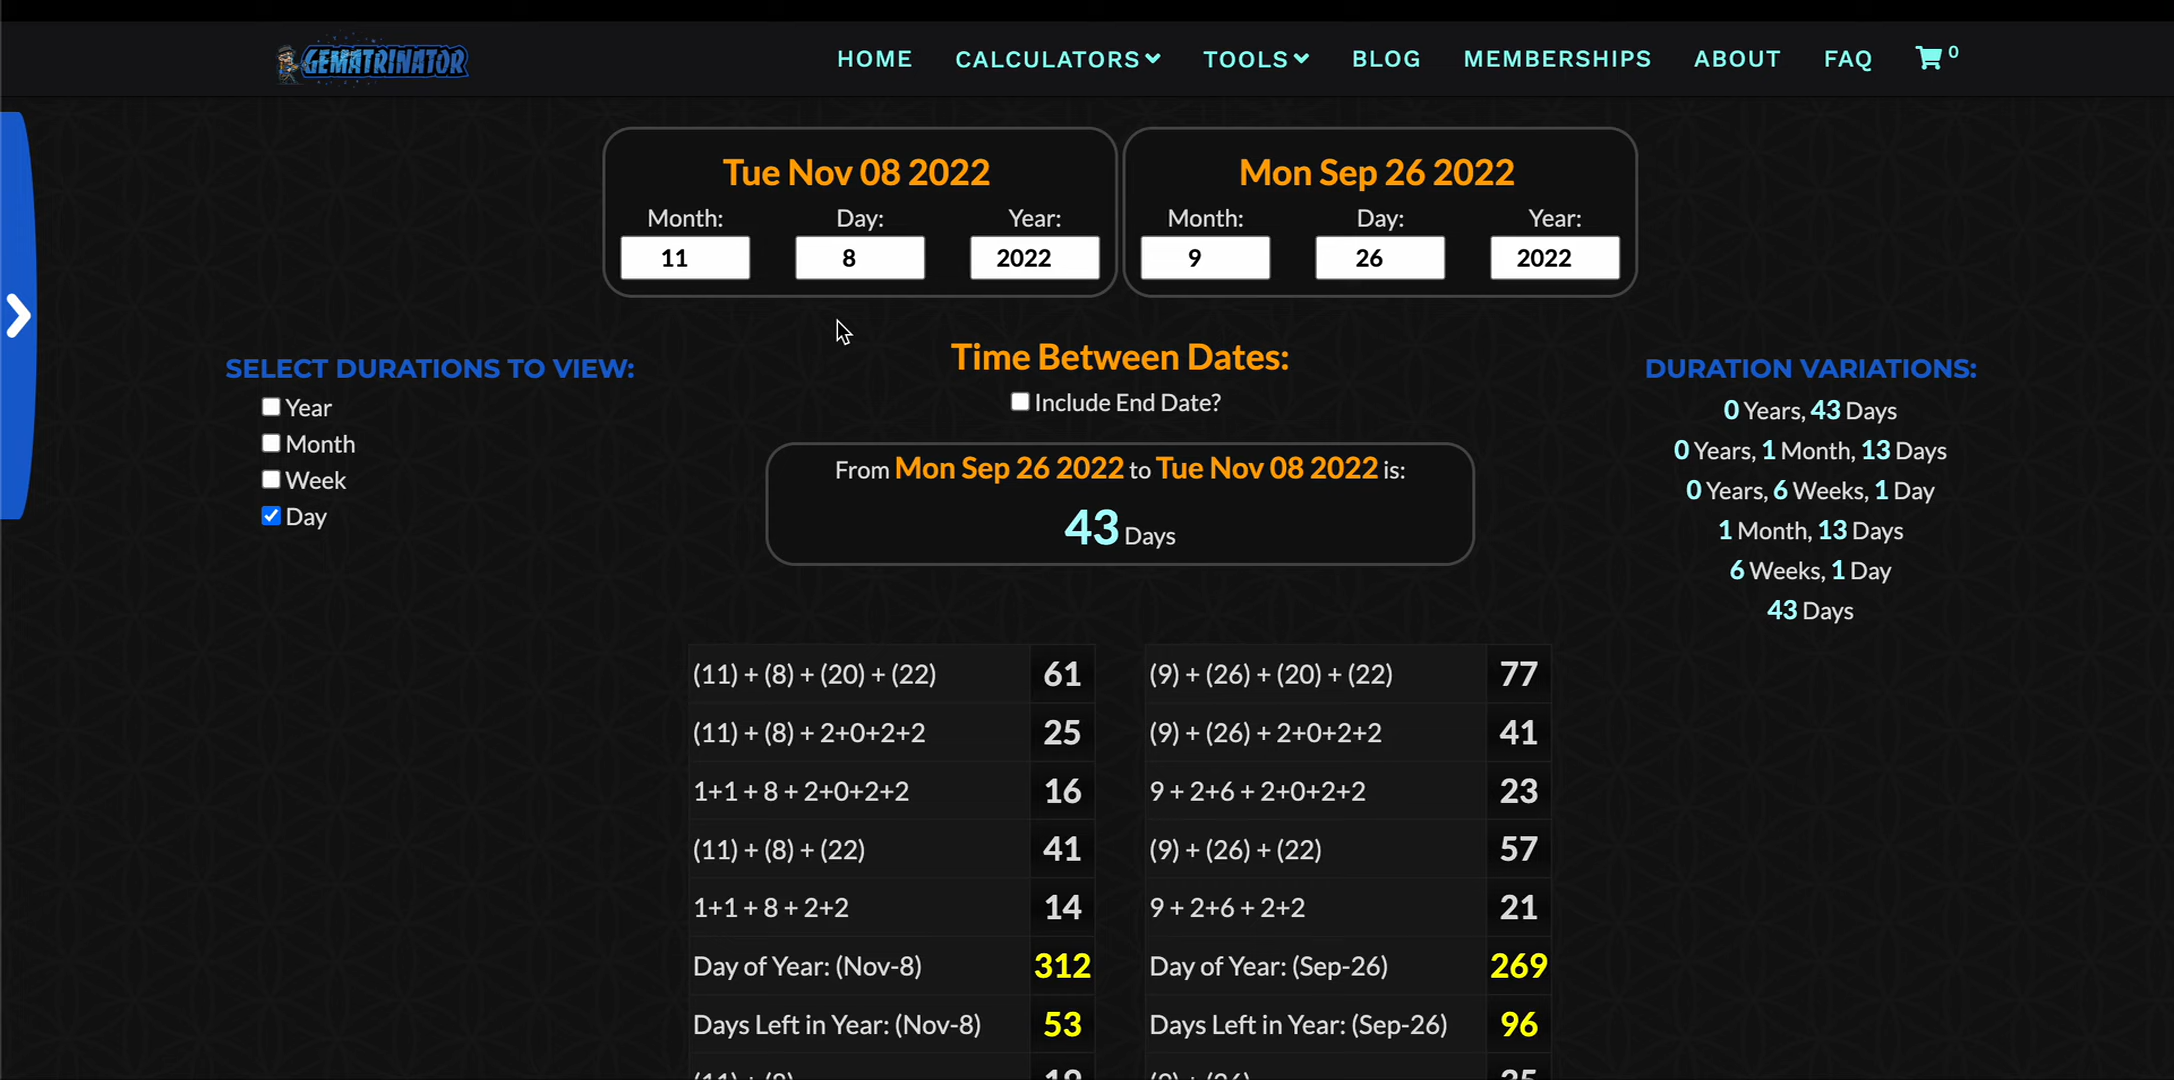 GEMATRINATOR
HOME CALCULATORS TOOLS BLOG MEMBERSHIPS ABOUT FAQ 0
Tue Nov 08 2022
Month: Day: Year:
11 8 2022
Mon Sep 26 2022
Month: Day: Year:
9 26 2022
SELECT DURATIONS TO VIEW:
Year
Month
Week
Day
Time Between Dates:
Include End Date?
From Mon Sep 26 2022 to Tue Nov 08 2022 is:
43 Days
DURATION VARIATIONS:
0 Years, 43 Days
0 Years, 1 Month, 13 Days
0 Years, 6 Weeks, 1 Day
1 Month, 13 Days
6 Weeks, 1 Day
43 Days
(11) + (8) + (20) + (22) 61
(11) + (8) + 2+0+2+2 25
1+1 + 8 + 2+0+2+2 16
(11) + (8) + (22) 41
1+1 + 8 + 2+2 14
Day of Year: (Nov-8) 312
Days Left in Year: (Nov-8) 53
(9) + (26) + (20) + (22) 77
(9) + (26) + 2+0+2+2 41
9 + 2+6 + 2+0+2+2 23
(9) + (26) + (22) 57
9 + 2+6 + 2+2 21
Day of Year: (Sep-26) 269
Days Left in Year: (Sep-26) 96